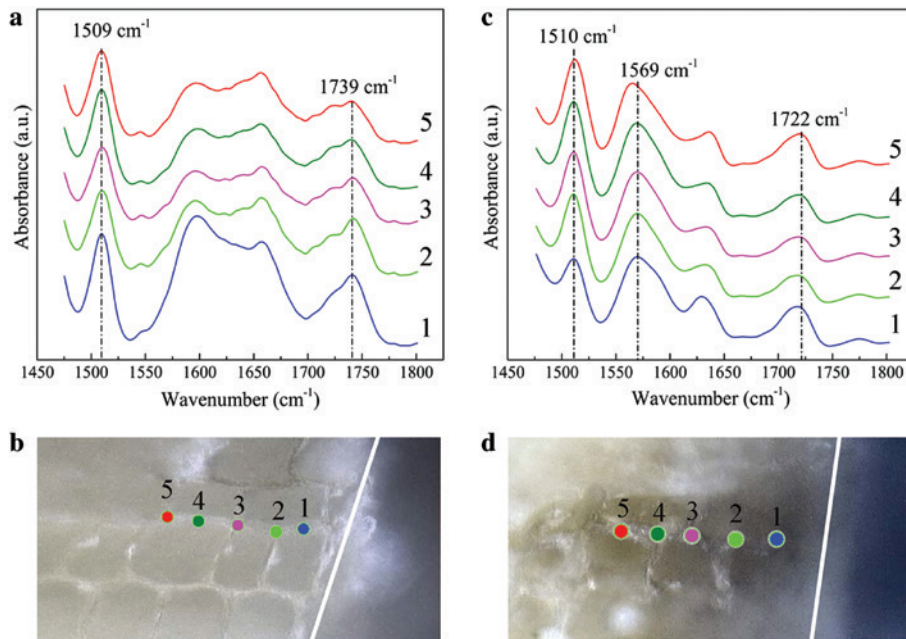 a
1509 cm⁻¹
1739 cm⁻¹
5
4
3
2
1
Absorbance (a.u.)
1450 1500 1550 1600 1650 1700 1750 1800
Wavenumber (cm⁻¹)
c
1510 cm⁻¹
1569 cm⁻¹
1722 cm⁻¹
5
4
3
2
1
Absorbance (a.u.)
1450 1500 1550 1600 1650 1700 1750 1800
Wavenumber (cm⁻¹)
b
5 4 3 2 1
d
5 4 3 2 1